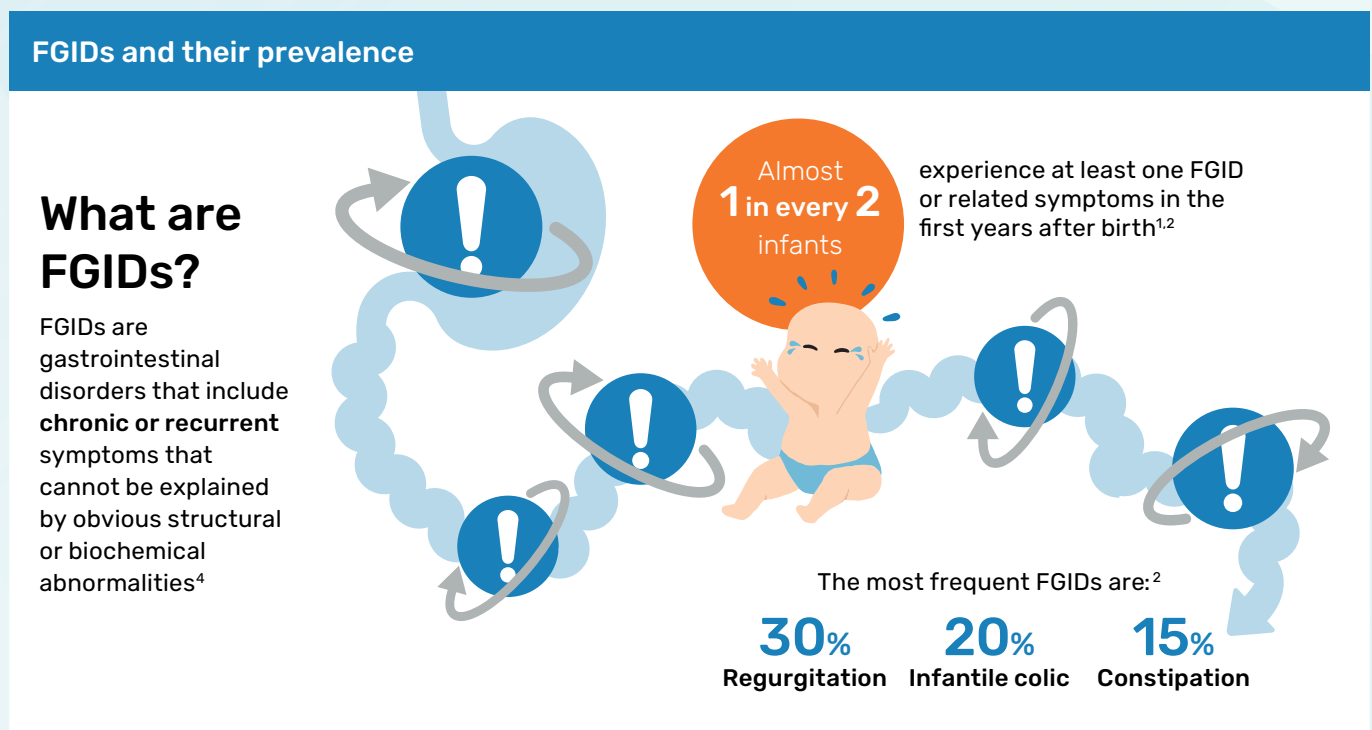 FGIDs and their prevalence
What are
FGIDs?
FGIDs are
gastrointestinal
disorders that include
chronic or recurrent
symptoms that
cannot be explained
by obvious structural
or biochemical
abnormalities⁴
Almost
1 in every 2
infants
experience at least one FGID
or related symptoms in the
first years after birth¹,²
The most frequent FGIDs are:²
30%
Regurgitation
20%
Infantile colic
15%
Constipation